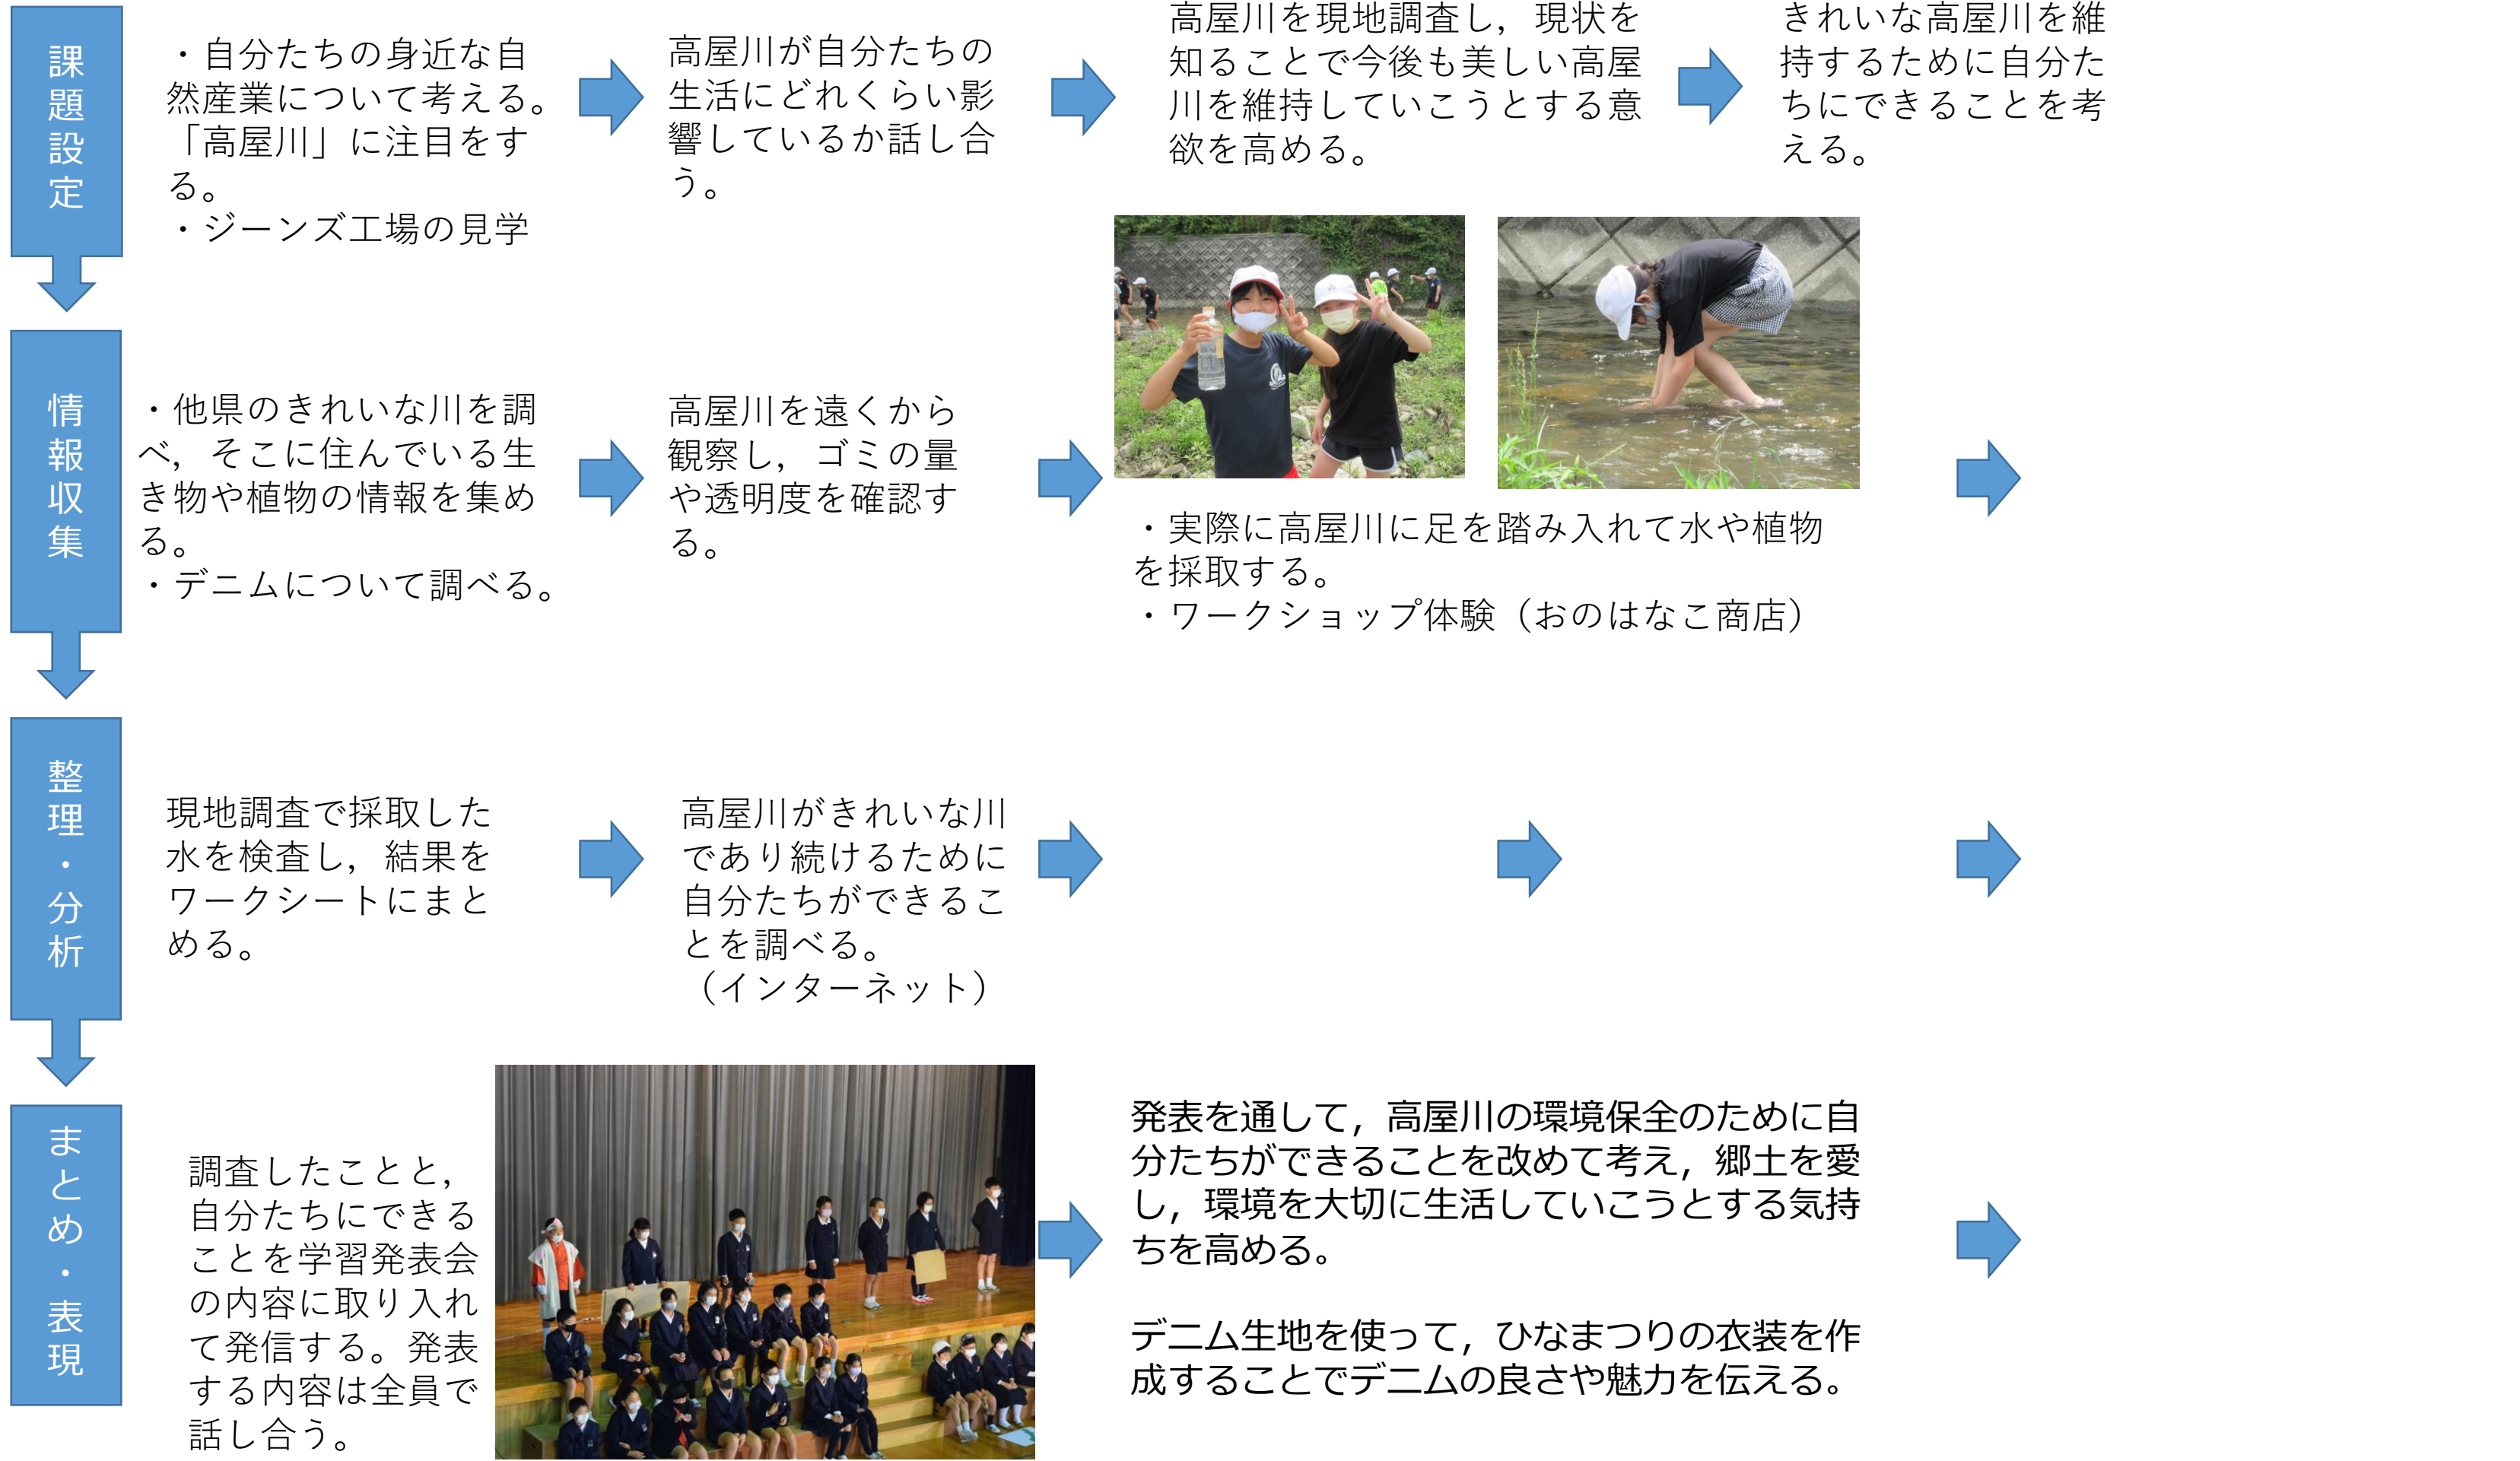 課題設定
・自分たちの身近な自
然産業について考える。
「高屋川」に注目をす
る。
・ジーンズ工場の見学
高屋川が自分たちの
生活にどれくらい影
響しているか話し合
う。
高屋川を現地調査し，現状を
知ることで今後も美しい高屋
川を維持していこうとする意
欲を高める。
きれいな高屋川を維
持するために自分た
ちにできることを考
える。
情報収集
・他県のきれいな川を調
べ，そこに住んでいる生
き物や植物の情報を集め
る。
・デニムについて調べる。
高屋川を遠くから
観察し，ゴミの量
や透明度を確認す
る。
・実際に高屋川に足を踏み入れて水や植物
を採取する。
・ワークショップ体験（おのはなこ商店）
整理・分析
現地調査で採取した
水を検査し，結果を
ワークシートにまと
める。
高屋川がきれいな川
であり続けるために
自分たちができるこ
とを調べる。
（インターネット）
まとめ・表現
調査したことと，
自分たちにできる
ことを学習発表会
の内容に取り入れ
て発信する。発表
する内容は全員で
話し合う。
発表を通して，高屋川の環境保全のために自
分たちができることを改めて考え，郷土を愛
し，環境を大切に生活していこうとする気持
ちを高める。
デニム生地を使って，ひなまつりの衣装を作
成することでデニムの良さや魅力を伝える。